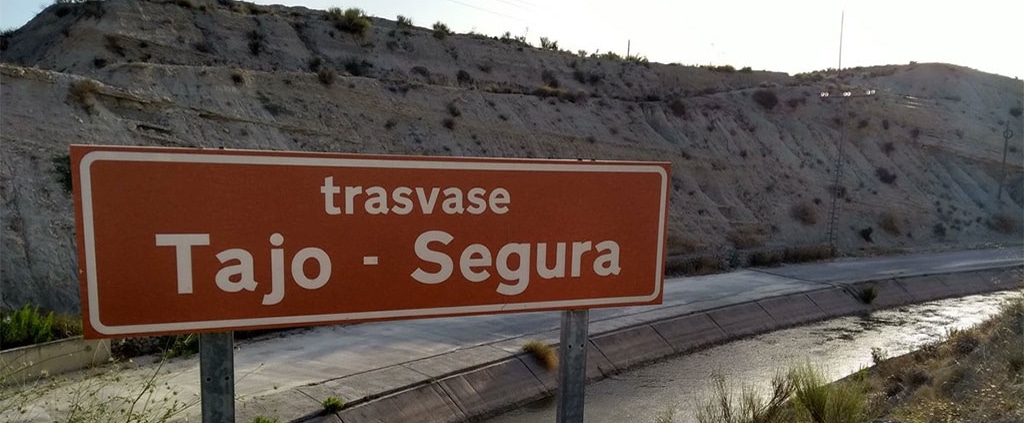 trasvase
Tajo - Segura